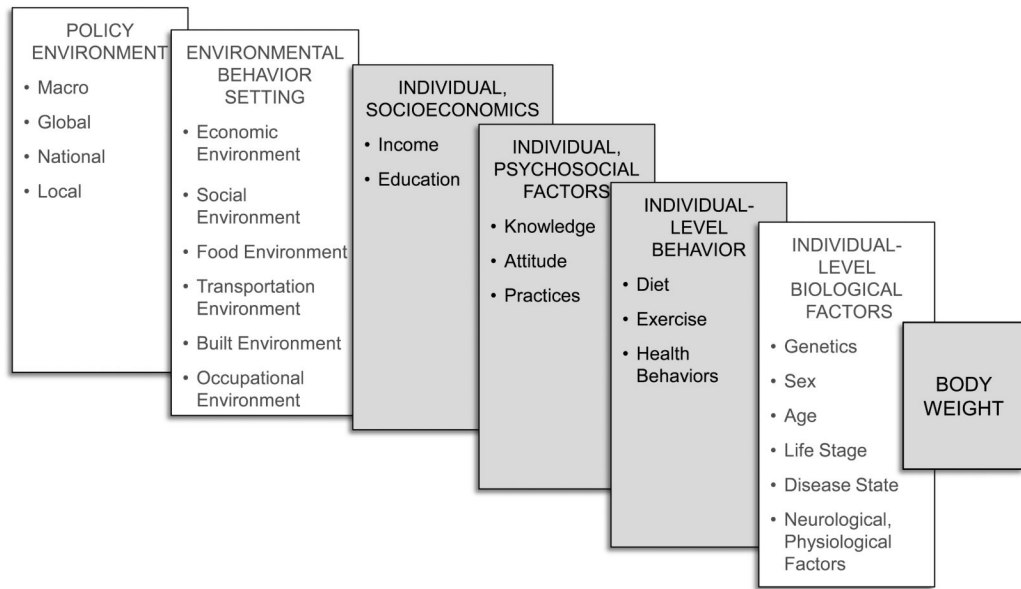 POLICY
ENVIRONMENT
• Macro
• Global
• National
• Local
ENVIRONMENTAL
BEHAVIOR
SETTING
• Economic
Environment
• Social
Environment
• Food Environment
• Transportation
Environment
• Built Environment
• Occupational
Environment
INDIVIDUAL,
SOCIOECONOMICS
• Income
• Education
INDIVIDUAL,
PSYCHOSOCIAL
FACTORS
• Knowledge
• Attitude
• Practices
INDIVIDUAL-
LEVEL
BEHAVIOR
• Diet
• Exercise
• Health
Behaviors
INDIVIDUAL-
LEVEL
BIOLOGICAL
FACTORS
• Genetics
• Sex
• Age
• Life Stage
• Disease State
• Neurological,
Physiological
Factors
BODY
WEIGHT